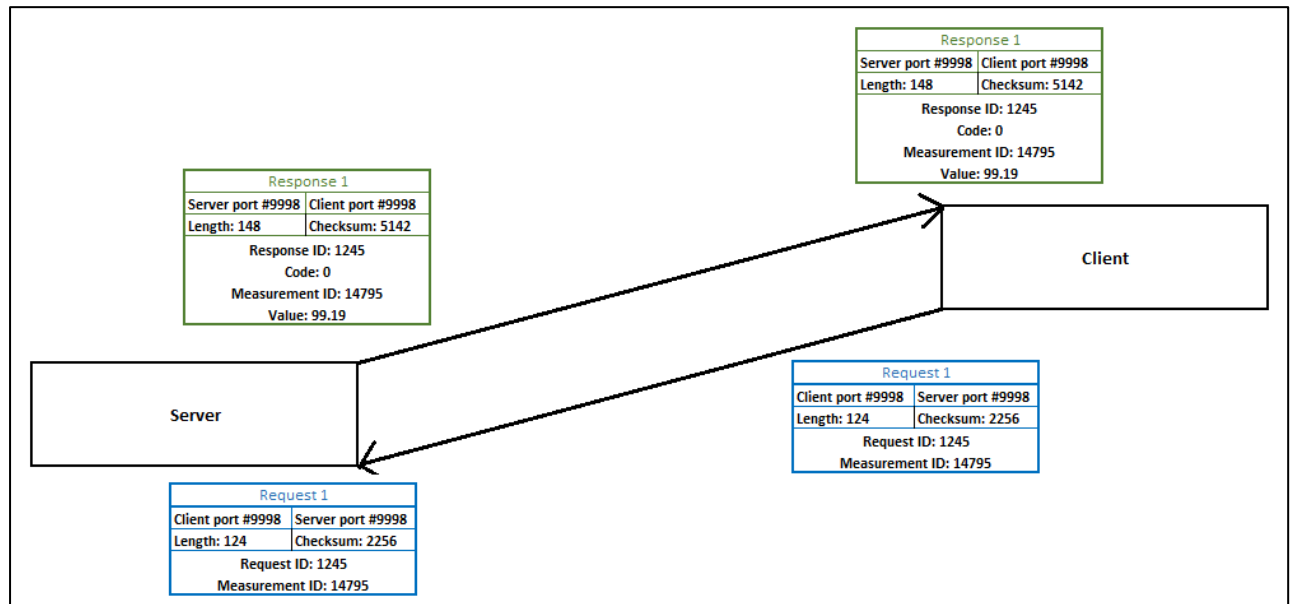 Response 1
Server port #9998 Client port #9998
Length: 148 Checksum: 5142
Response ID: 1245
Code: 0
Measurement ID: 14795
Value: 99.19
Response 1
Server port #9998 Client port #9998
Length: 148 Checksum: 5142
Response ID: 1245
Code: 0
Measurement ID: 14795
Value: 99.19
Client
Server
Request 1
Client port #9998 Server port #9998
Length: 124 Checksum: 2256
Request ID: 1245
Measurement ID: 14795
Request 1
Client port #9998 Server port #9998
Length: 124 Checksum: 2256
Request ID: 1245
Measurement ID: 14795